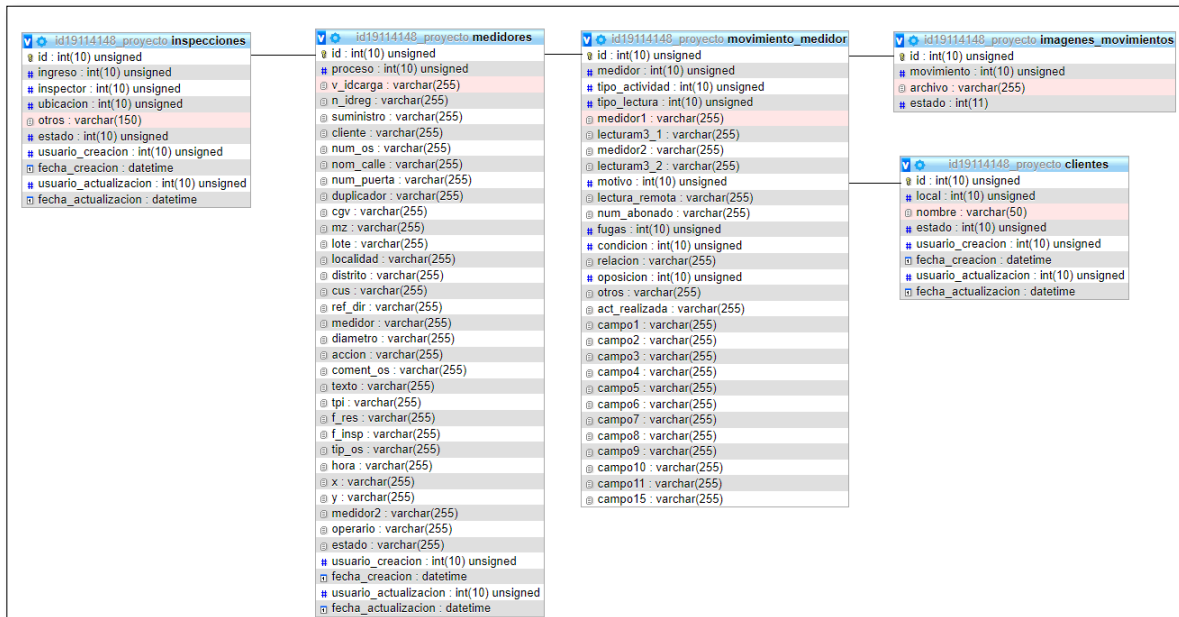 id19114148_proyecto inspecciones
id : int(10) unsigned
ingreso : int(10) unsigned
inspector : int(10) unsigned
ubicacion : int(10) unsigned
otros : varchar(150)
estado : int(10) unsigned
usuario_creacion : int(10) unsigned
fecha_creacion : datetime
usuario_actualizacion : int(10) unsigned
fecha_actualizacion : datetime
id19114148_proyecto medidores
id : int(10) unsigned
proceso : int(10) unsigned
v_idcarga : varchar(255)
n_idreg : varchar(255)
suministro : varchar(255)
cliente : varchar(255)
num_os : varchar(255)
nom_calle : varchar(255)
num_puerta : varchar(255)
duplicador : varchar(255)
cgv : varchar(255)
mz : varchar(255)
lote : varchar(255)
localidad : varchar(255)
distrito : varchar(255)
cus : varchar(255)
ref_dir : varchar(255)
medidor : varchar(255)
diametro : varchar(255)
accion : varchar(255)
coment_os : varchar(255)
texto : varchar(255)
tpi : varchar(255)
f_res : varchar(255)
f_insp : varchar(255)
tip_os : varchar(255)
hora : varchar(255)
x : varchar(255)
y : varchar(255)
medidor2 : varchar(255)
operario : varchar(255)
estado : varchar(255)
usuario_creacion : int(10) unsigned
fecha_creacion : datetime
usuario_actualizacion : int(10) unsigned
fecha_actualizacion : datetime
id19114148_proyecto movimiento_medidor
id : int(10) unsigned
medidor : int(10) unsigned
tipo_actividad : int(10) unsigned
tipo_lectura : int(10) unsigned
medidor1 : varchar(255)
lecturam3_1 : varchar(255)
medidor2 : varchar(255)
lecturam3_2 : varchar(255)
motivo : int(10) unsigned
lectura_remota : varchar(255)
num_abonado : varchar(255)
fugas : int(10) unsigned
condicion : int(10) unsigned
relacion : varchar(255)
oposicion : int(10) unsigned
otros : varchar(255)
act_realizada : varchar(255)
campo1 : varchar(255)
campo2 : varchar(255)
campo3 : varchar(255)
campo4 : varchar(255)
campo5 : varchar(255)
campo6 : varchar(255)
campo7 : varchar(255)
campo8 : varchar(255)
campo9 : varchar(255)
campo10 : varchar(255)
campo11 : varchar(255)
campo15 : varchar(255)
id19114148_proyecto imagenes_movimientos
id : int(10) unsigned
movimiento : int(10) unsigned
archivo : varchar(255)
estado : int(11)
id19114148_proyecto clientes
id : int(10) unsigned
local : int(10) unsigned
nombre : varchar(50)
estado : int(10) unsigned
usuario_creacion : int(10) unsigned
fecha_creacion : datetime
usuario_actualizacion : int(10) unsigned
fecha_actualizacion : datetime